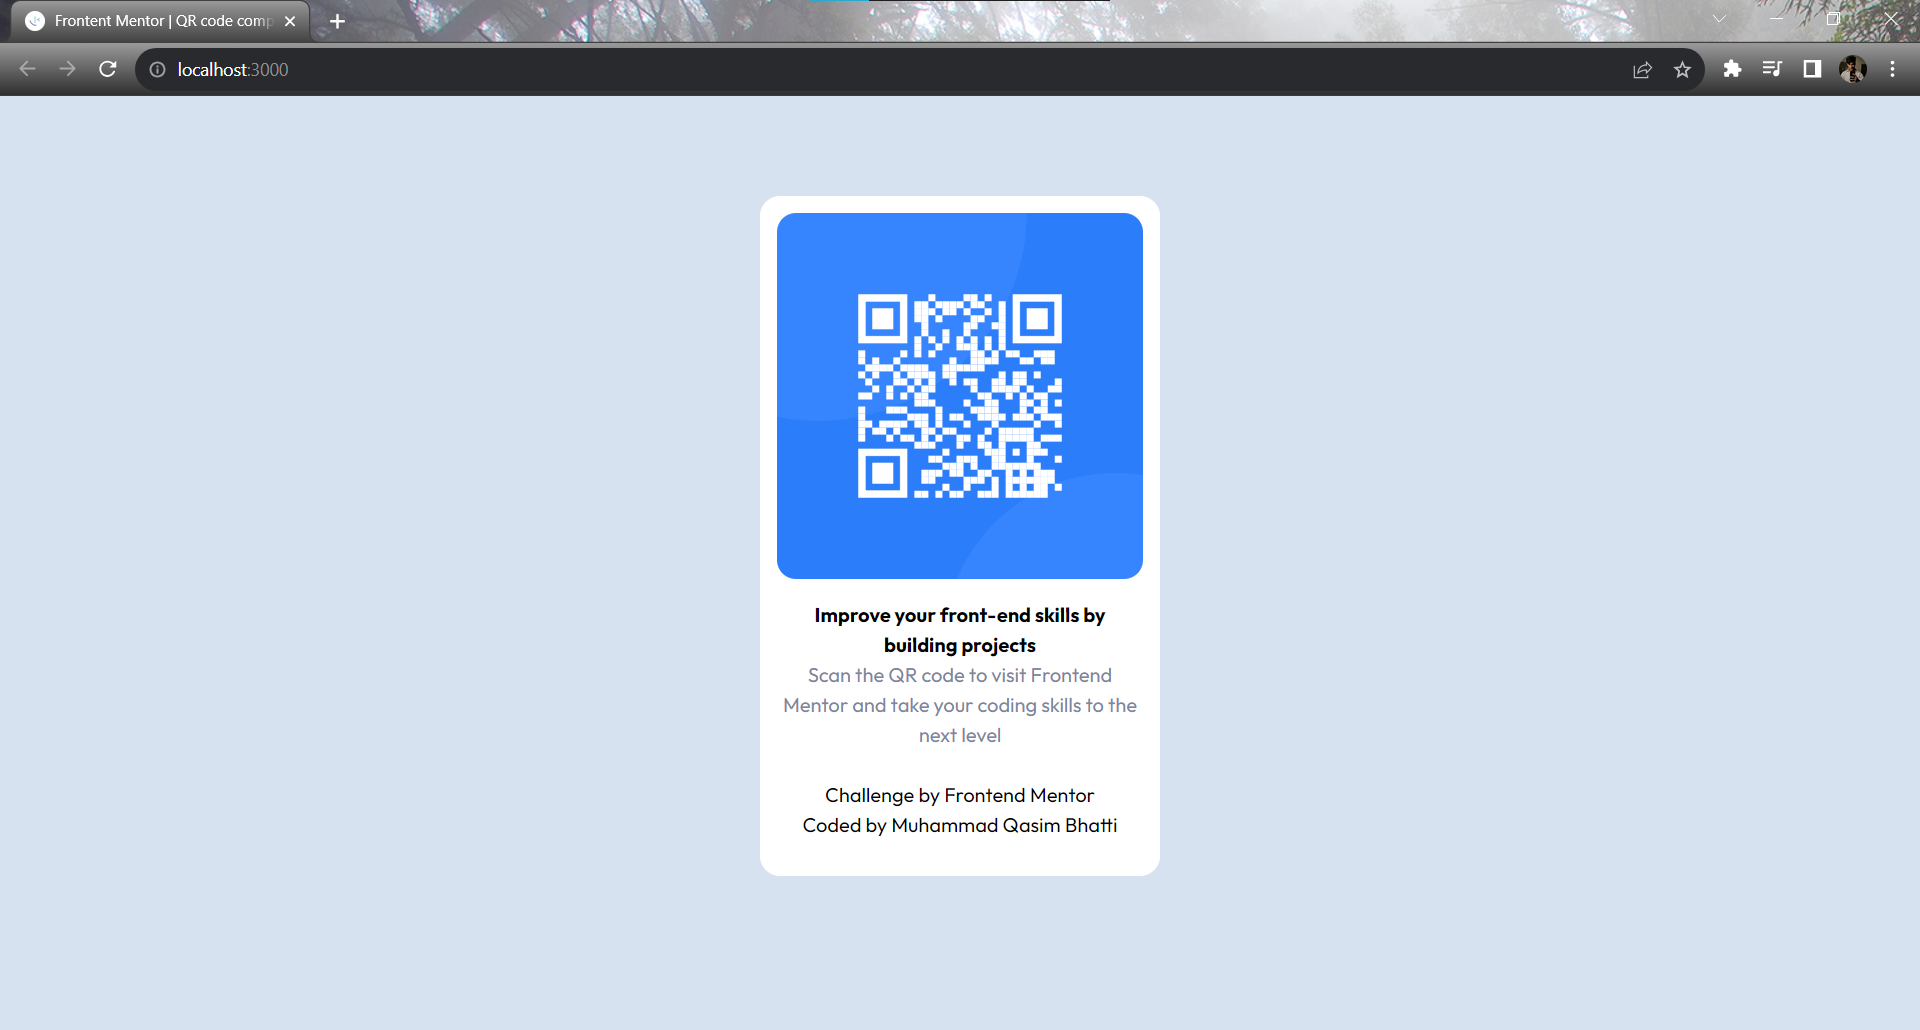 Frontent Mentor | QR code comp
localhost:3000
Improve your front-end skills by
building projects
Scan the QR code to visit Frontend
Mentor and take your coding skills to the
next level
Challenge by Frontend Mentor
Coded by Muhammad Qasim Bhatti